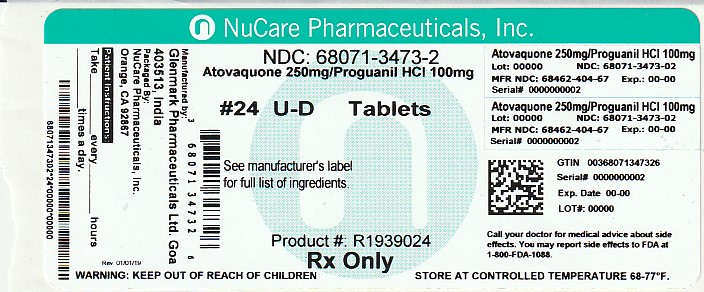 NuCare Pharmaceuticals, Inc.
NDC: 68071-3473-2
Atovaquone 250mg/Proguanil HCl 100mg
#24 U-D Tablets
See manufacturer's label
for full list of ingredients.
Product #: R1939024
Rx Only
Manufactured by:
Glenmark Pharmaceuticals Ltd. Goa
403513, India
Packaged By:
NuCare Pharmaceuticals, Inc.
Orange, CA 92867
Patient Instructions
Take ____ every ____ hours
____ times a day.
3 68071 34732 6
68071347302*24*00000*00000
Rev 01/01/19
WARNING: KEEP OUT OF REACH OF CHILDREN
STORE AT CONTROLLED TEMPERATURE 68-77°F.
Atovaquone 250mg/Proguanil HCl 100mg
Lot: 00000 NDC: 68071-3473-02
MFR NDC: 68462-404-67 Exp.: 00-00
Serial# 0000000002
Atovaquone 250mg/Proguanil HCl 100mg
Lot: 00000 NDC: 68071-3473-02
MFR NDC: 68462-404-67 Exp.: 00-00
Serial# 0000000002
GTIN 00368071347326
Serial# 0000000002
Exp. Date 00-00
LOT#: 00000
Call your doctor for medical advice about side
effects. You may report side effects to FDA at
1-800-FDA-1088.